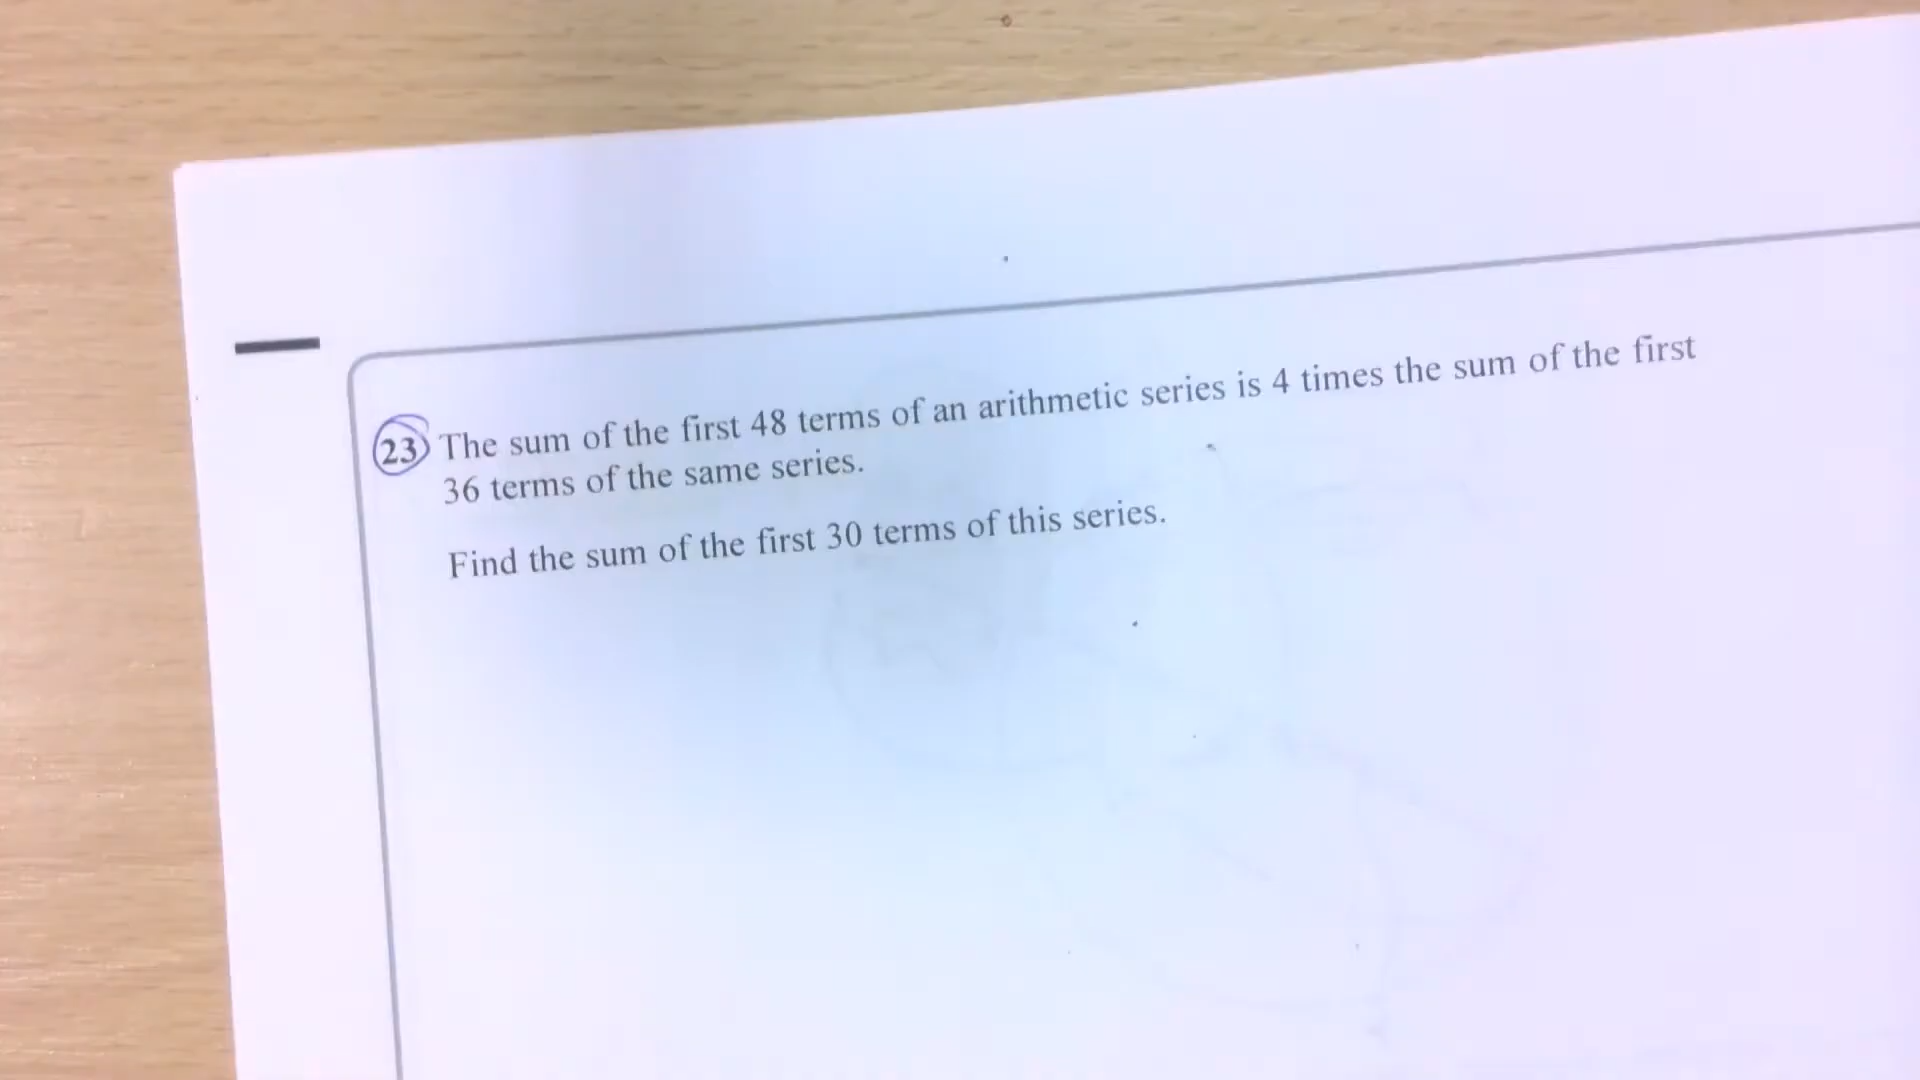 23 The sum of the first 48 terms of an arithmetic series is 4 times the sum of the first
36 terms of the same series.
Find the sum of the first 30 terms of this series.